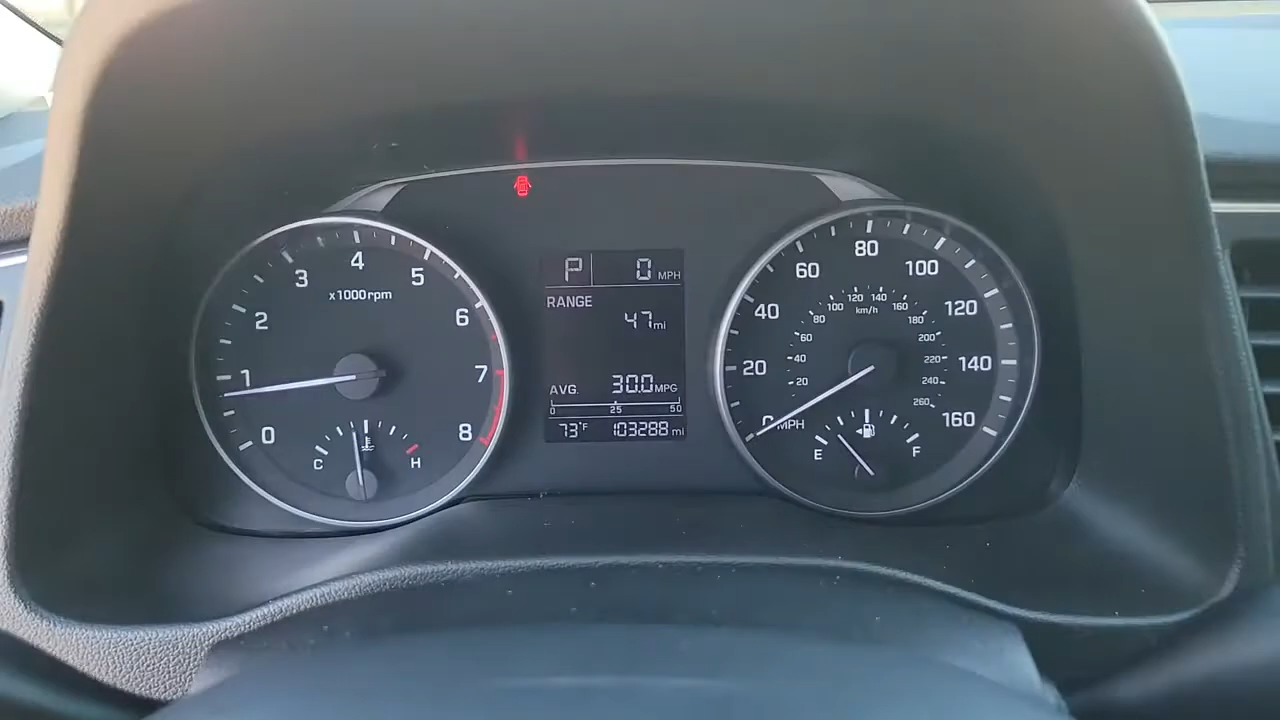 P 0 MPH
RANGE
47 mi
AVG. 30.0 MPG
0 25 50
73°F 103288 mi
0 1 2 3 4 5 6 7 8
x1000rpm
C H
0 20 40 60 80 100 120 140 160
MPH
20 40 60 80 100 120 140 160 180 200 220 240 260
km/h
E F